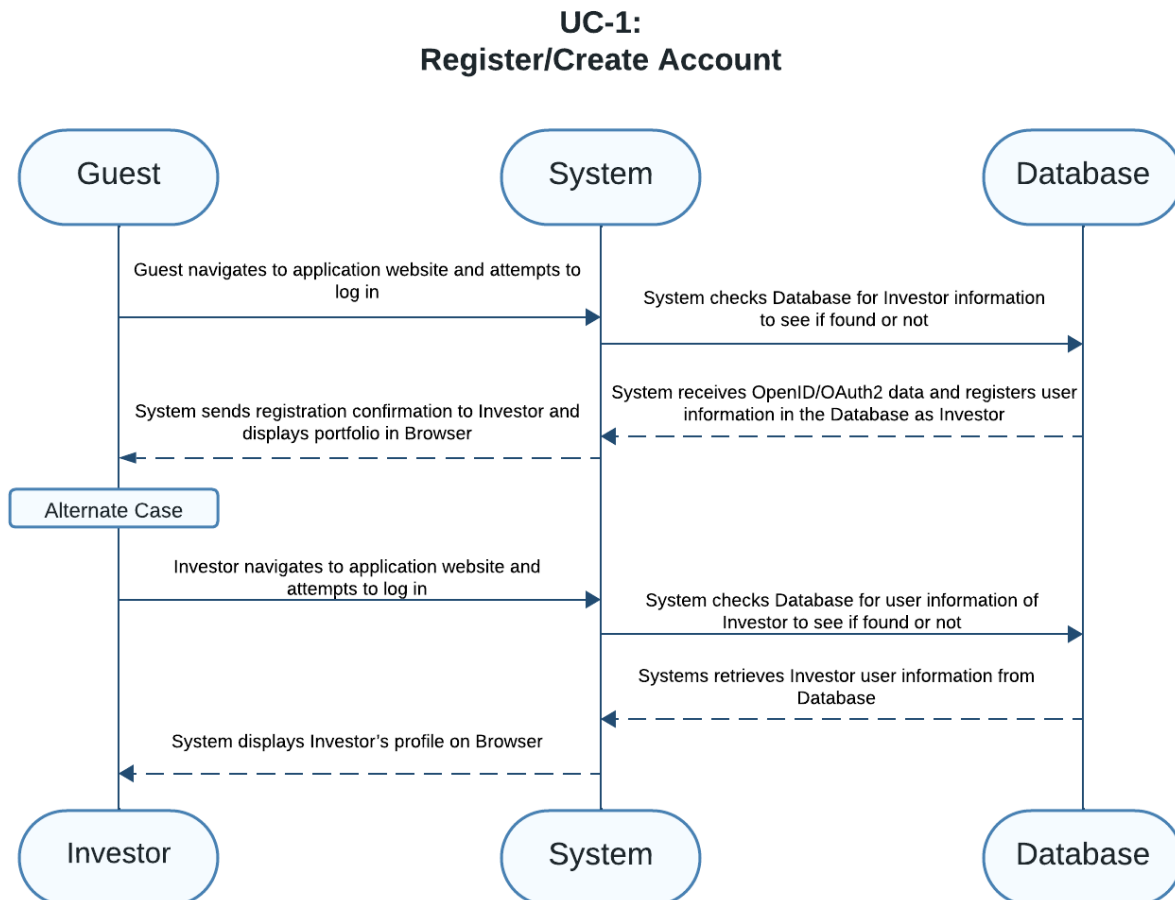 UC-1:
Register/Create Account
Guest
System
Database
Guest navigates to application website and attempts to
log in
System checks Database for Investor information
to see if found or not
System receives OpenID/OAuth2 data and registers user
information in the Database as Investor
System sends registration confirmation to Investor and
displays portfolio in Browser
Alternate Case
Investor navigates to application website and
attempts to log in
System checks Database for user information of
Investor to see if found or not
Systems retrieves Investor user information from
Database
System displays Investor’s profile on Browser
Investor
System
Database